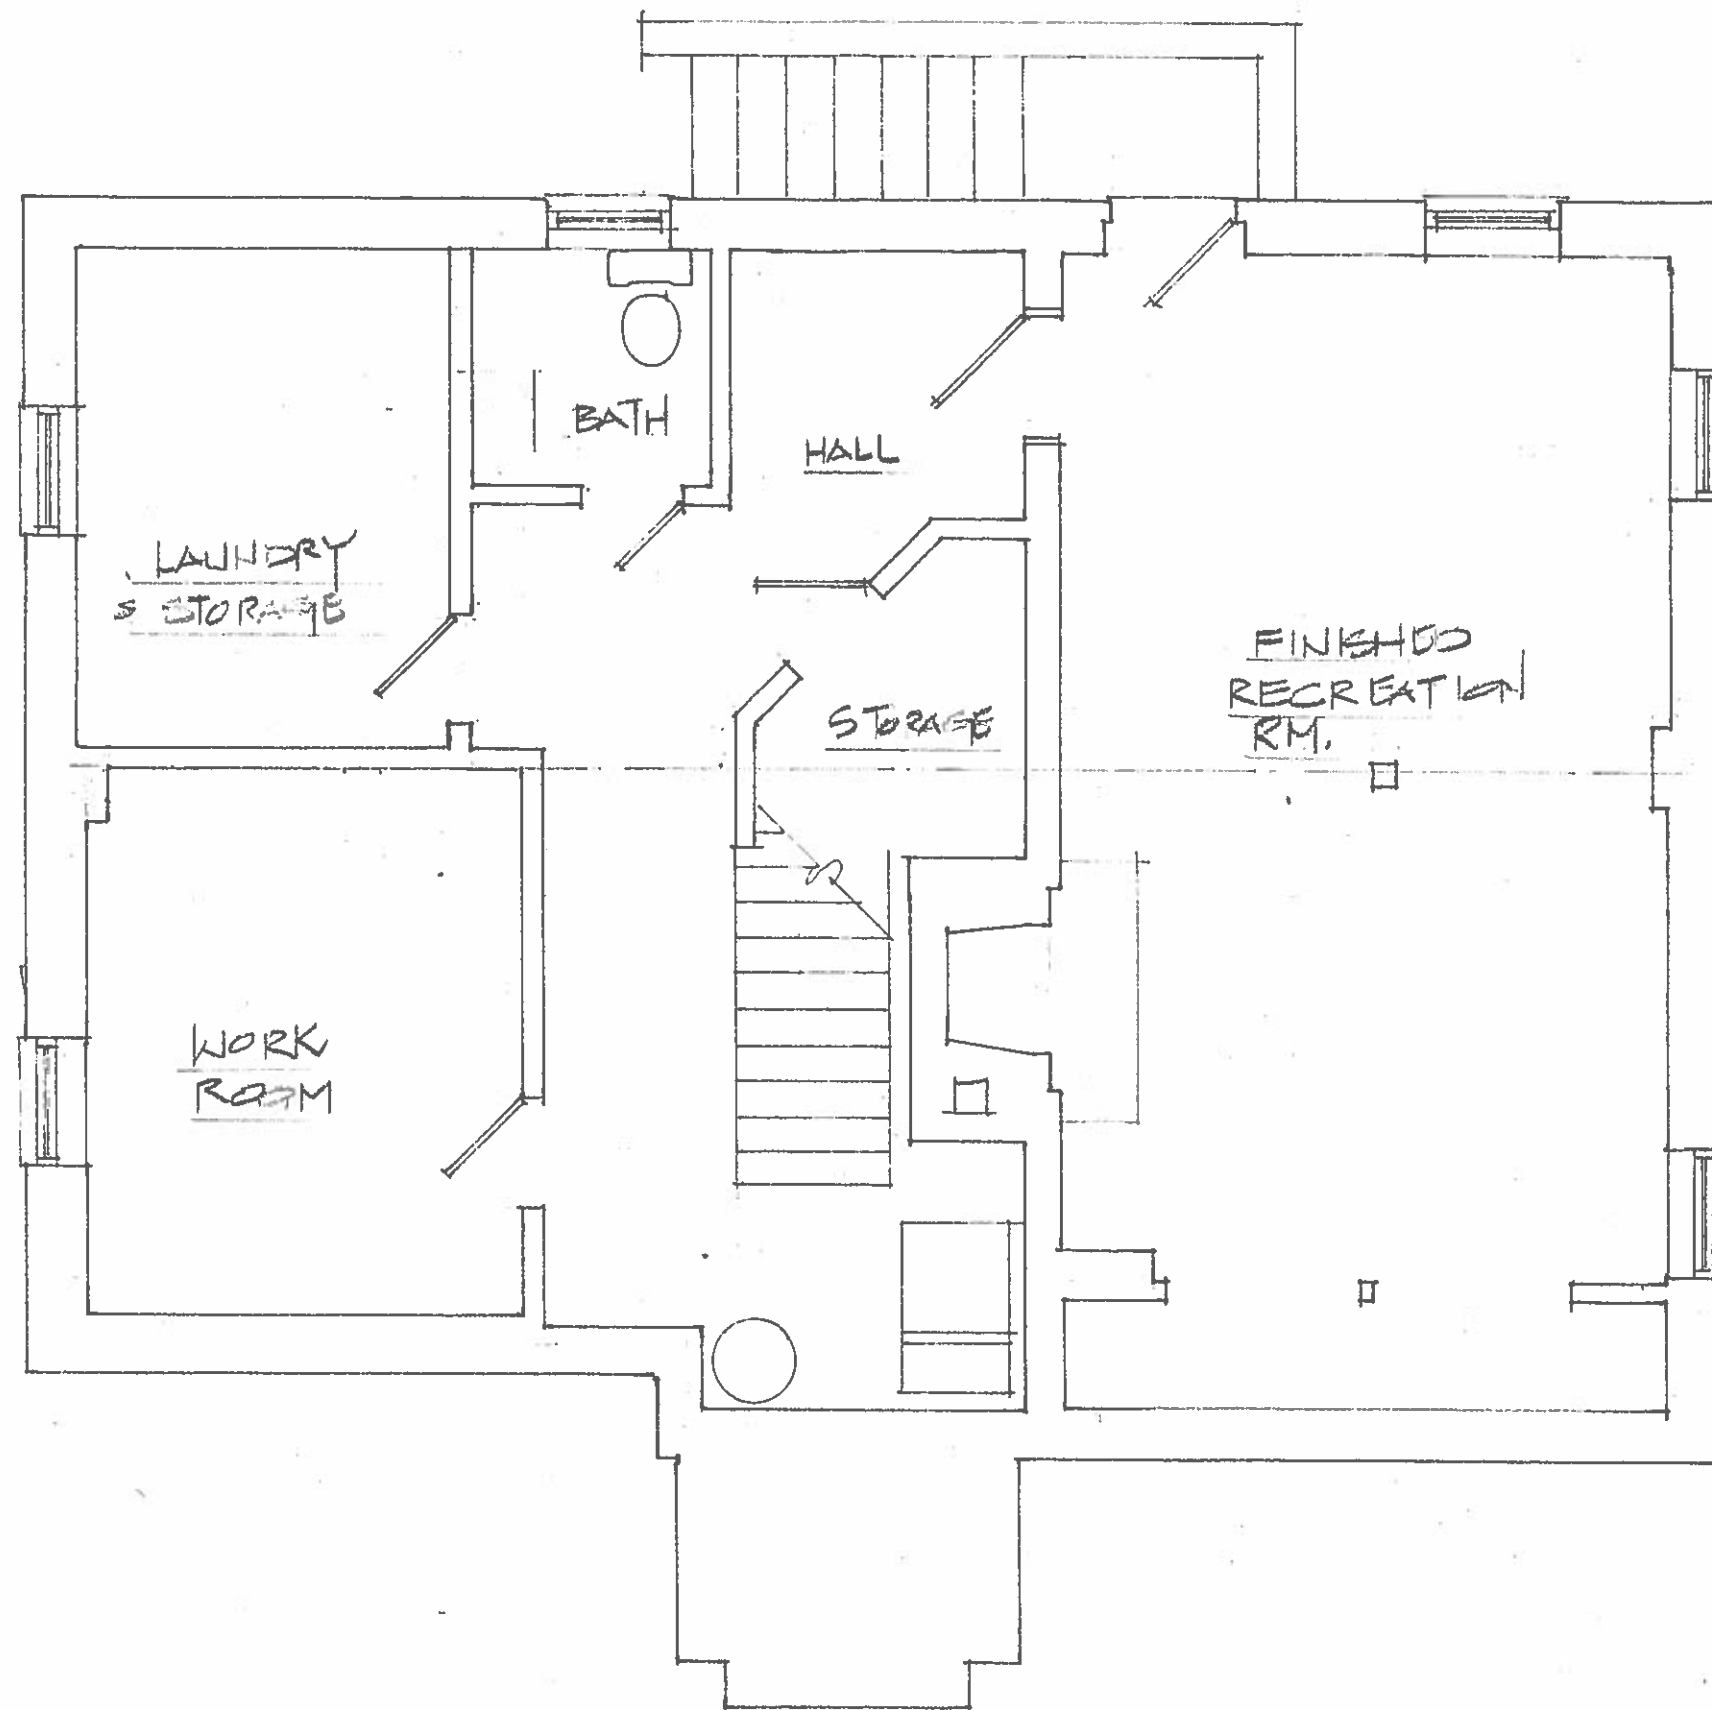 BATH
HALL
LAUNDRY
& STORAGE
FINISHED
RECREATION
RM.
STORAGE
WORK
ROOM